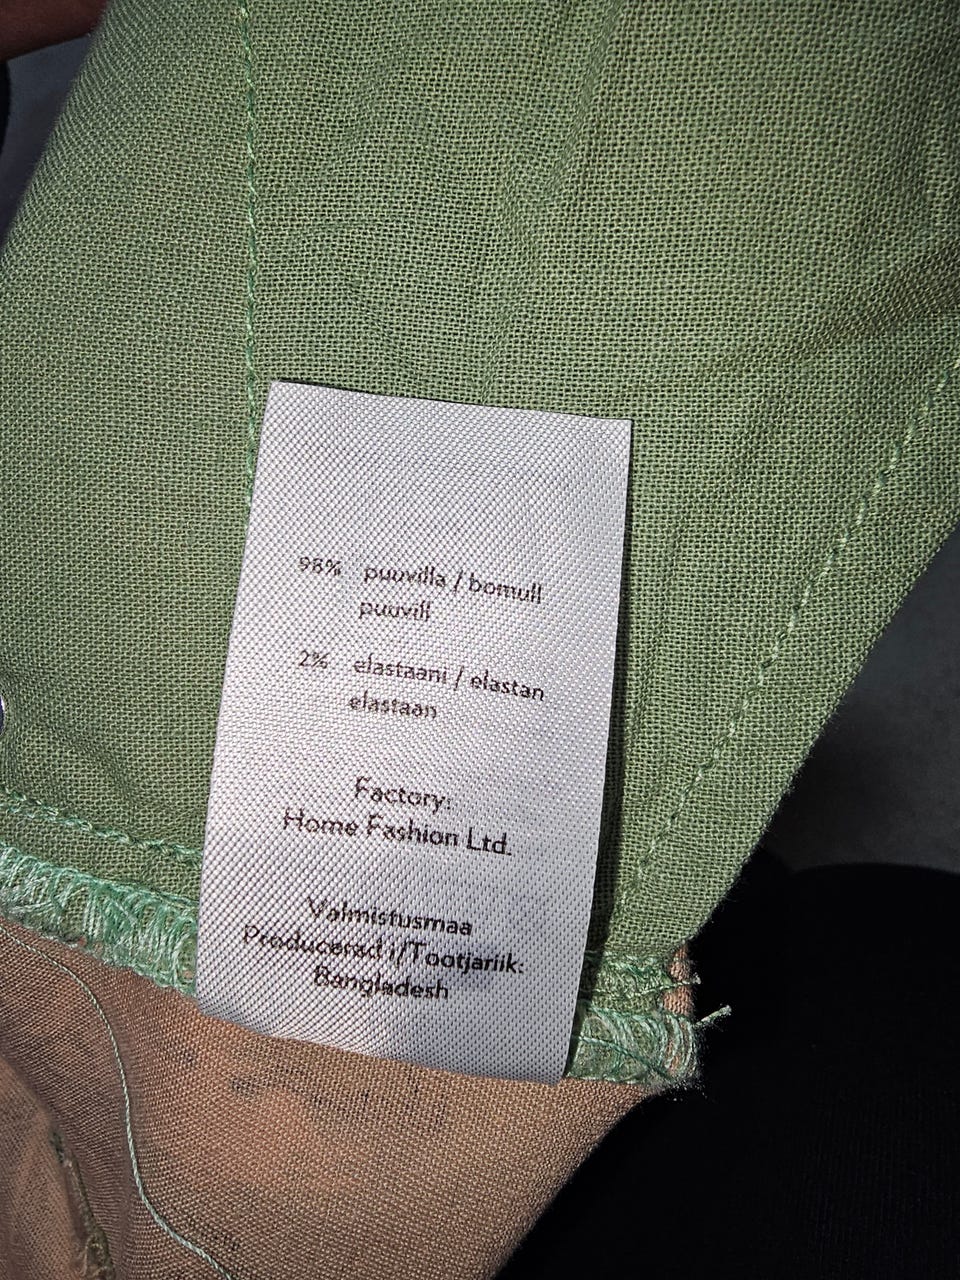 98% puuvilla / bomull
puuvill
2% elastaani / elastan
elastaan
Factory:
Home Fashion Ltd.
Valmistusmaa
Producerad i/Tootjariik:
Bangladesh